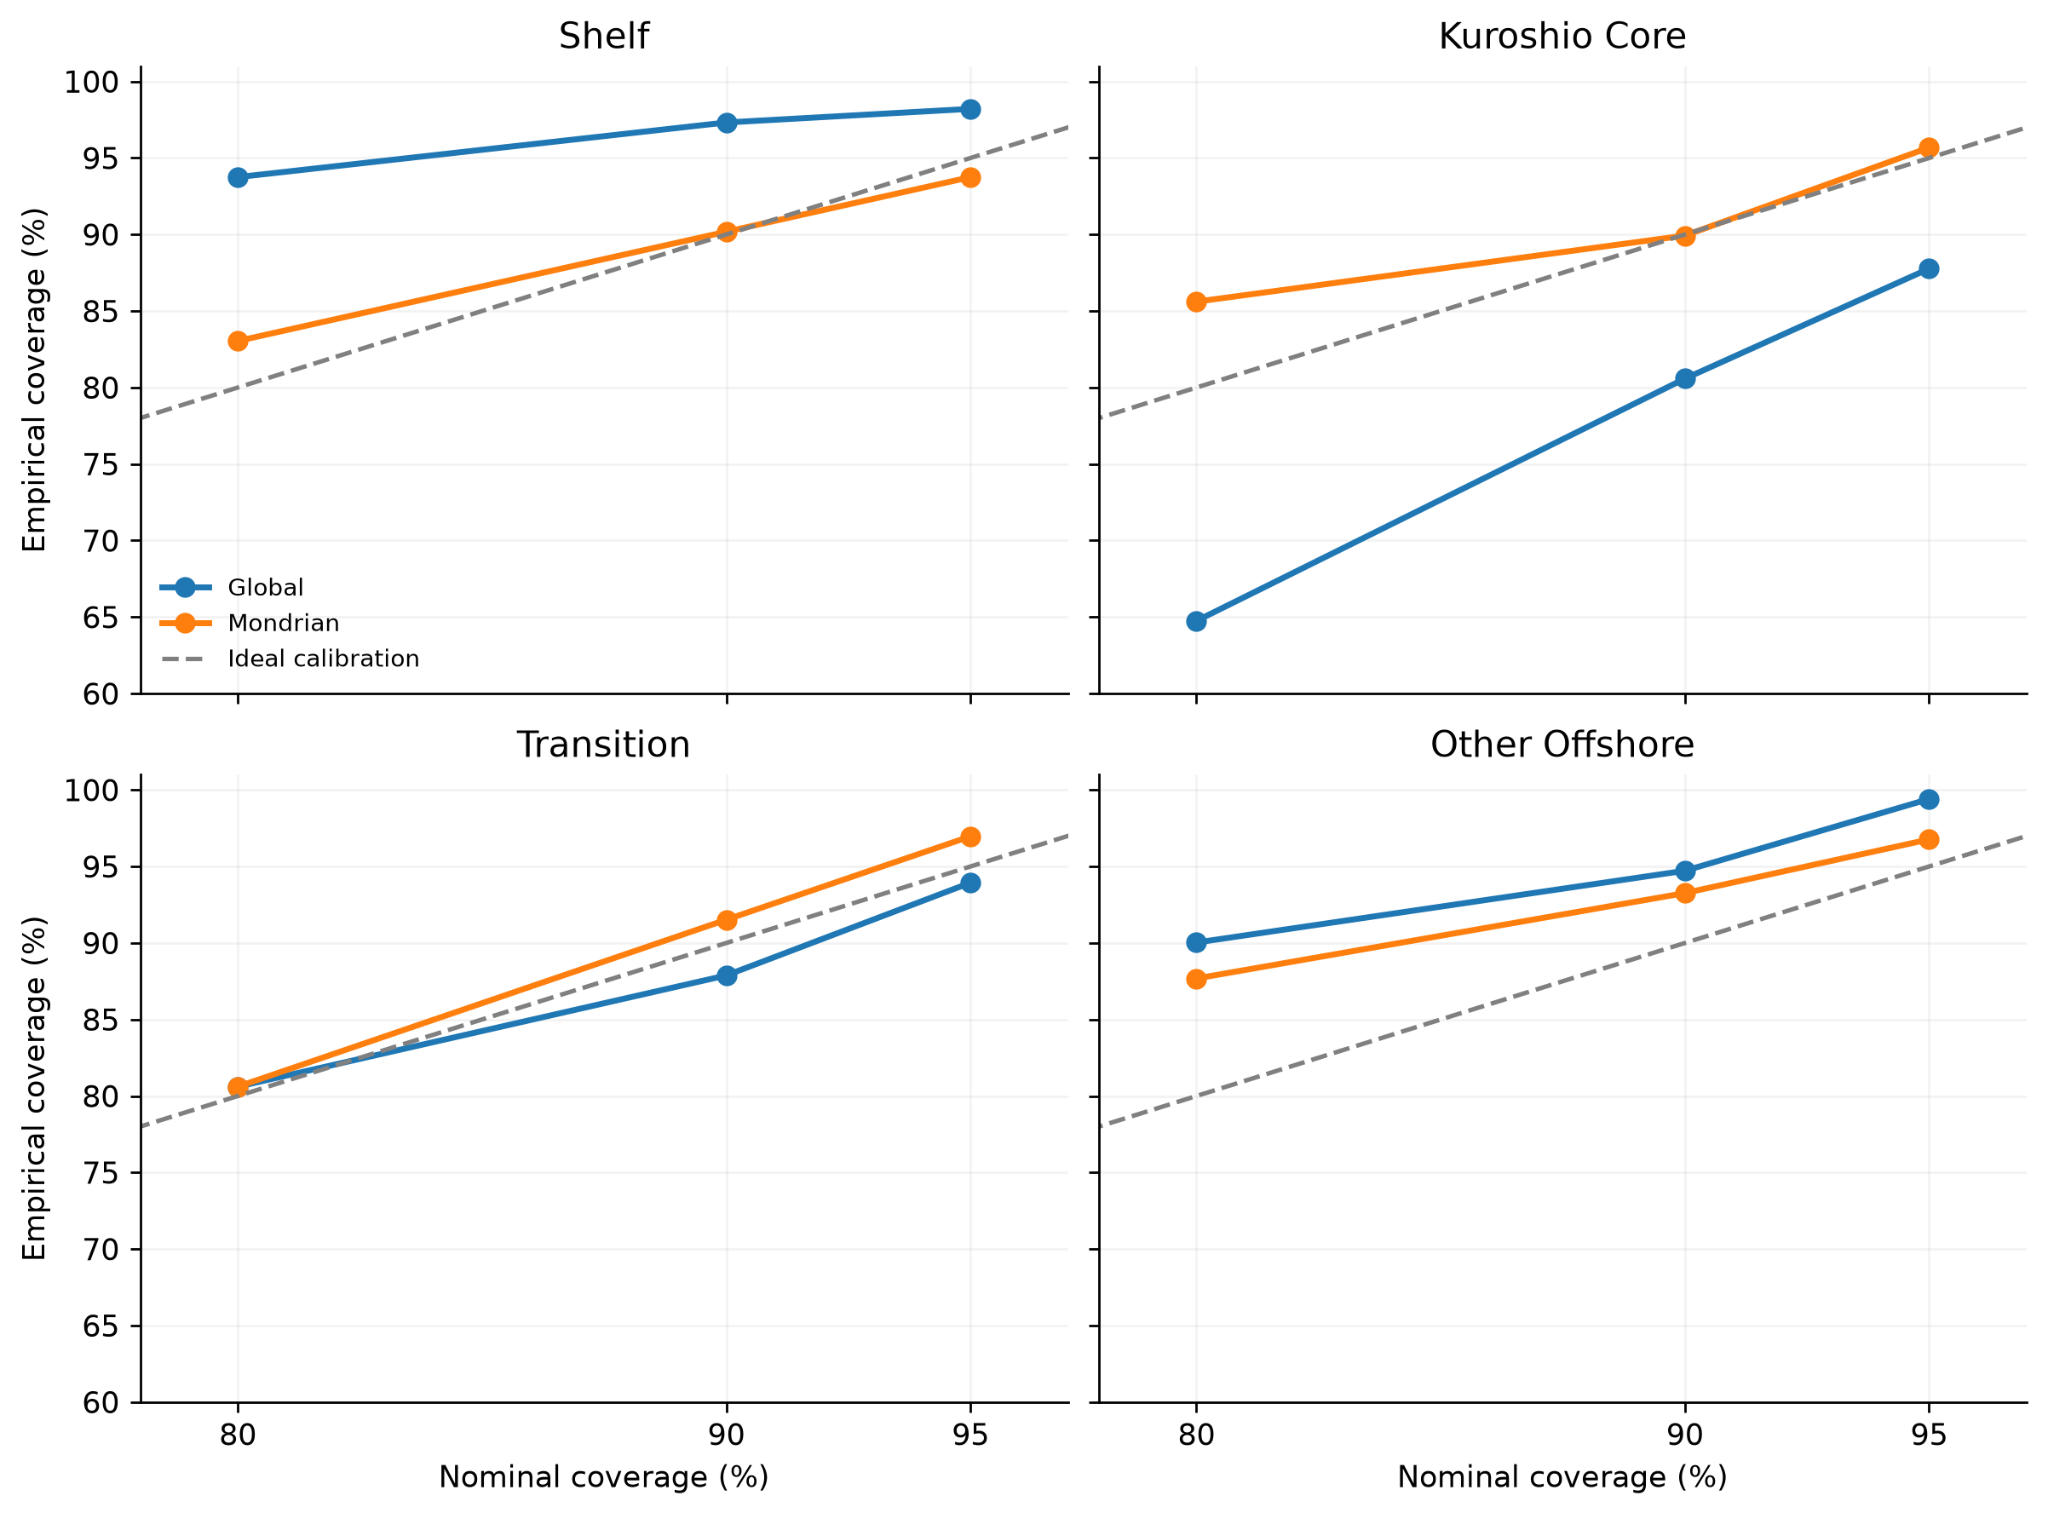 Shelf
Kuroshio Core
100
95
90
85
80
75
70
65
60
Empirical coverage (%)
Global
Mondrian
Ideal calibration
Transition
Other Offshore
100
95
90
85
80
75
70
65
60
Empirical coverage (%)
80 90 95
80 90 95
Nominal coverage (%)
Nominal coverage (%)